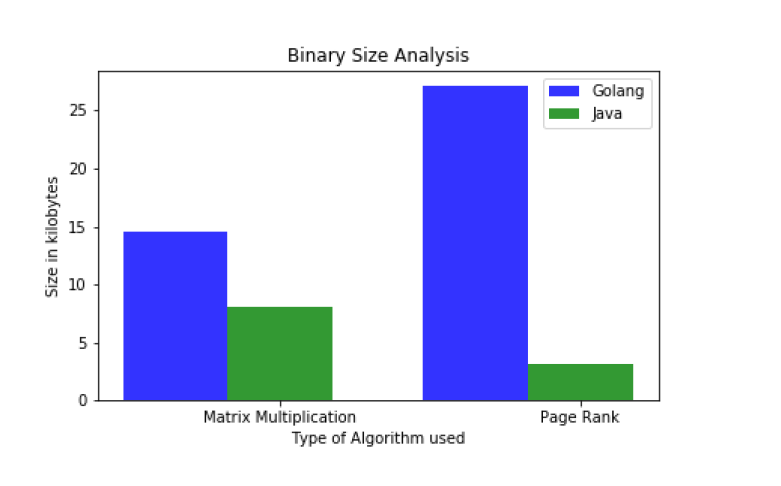 Binary Size Analysis
Golang
Java
25
20
15
10
5
0
Size in kilobytes
Matrix Multiplication
Page Rank
Type of Algorithm used